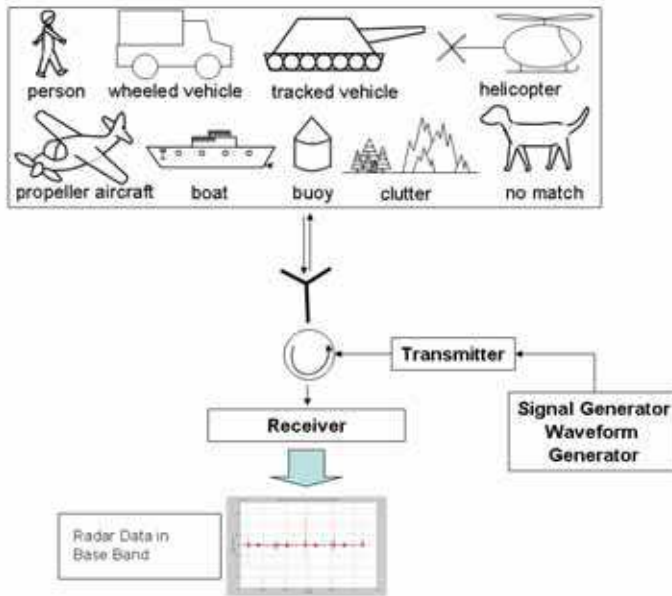 person
wheeled vehicle
tracked vehicle
helicopter
propeller aircraft
boat
buoy
clutter
no match
Transmitter
Signal Generator
Waveform
Generator
Receiver
Radar Data in
Base Band